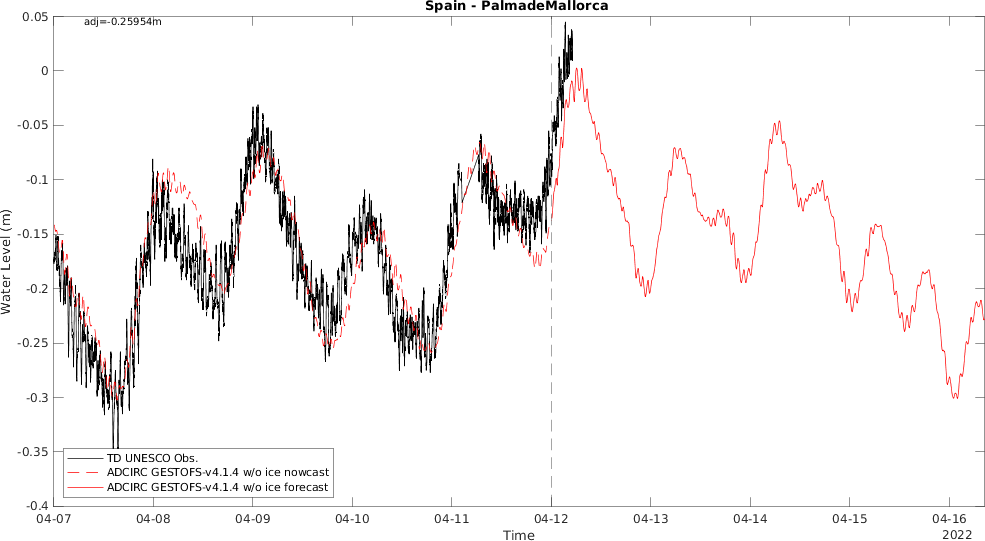 Spain - PalmadeMallorca
adj=-0.25954m
0.05
0
-0.05
-0.1
-0.15
-0.2
-0.25
-0.3
-0.35
-0.4
Water Level (m)
TD UNESCO Obs.
ADCIRC GESTOFS-v4.1.4 w/o ice nowcast
ADCIRC GESTOFS-v4.1.4 w/o ice forecast
04-07 04-08 04-09 04-10 04-11 04-12 04-13 04-14 04-15 04-16
Time
2022